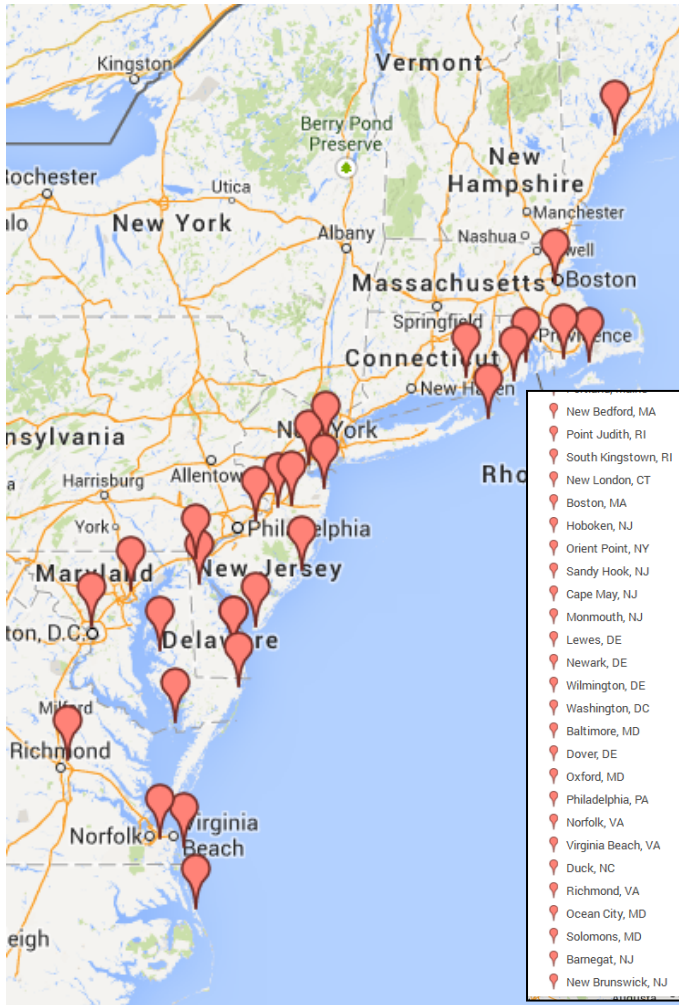 Kingston
Vermont
Berry Pond
Preserve
New
Hampshire
Rochester
Utica
New York
Albany
Manchester
Nashua
Massachusetts
Boston
Springfield
Providence
Connecticut
New Haven
New York
nsylvania
Allentow
Harrisburg
York
Philadelphia
Maryland
New Jersey
ton, D.C.
Delaware
Milford
Richmond
Norfolk
Virginia
Beach
eigh
Rho
New Bedford, MA
Point Judith, RI
South Kingstown, RI
New London, CT
Boston, MA
Hoboken, NJ
Orient Point, NY
Sandy Hook, NJ
Cape May, NJ
Monmouth, NJ
Lewes, DE
Newark, DE
Wilmington, DE
Washington, DC
Baltimore, MD
Dover, DE
Oxford, MD
Philadelphia, PA
Norfolk, VA
Virginia Beach, VA
Duck, NC
Richmond, VA
Ocean City, MD
Solomons, MD
Barnegat, NJ
New Brunswick, NJ
Augusta